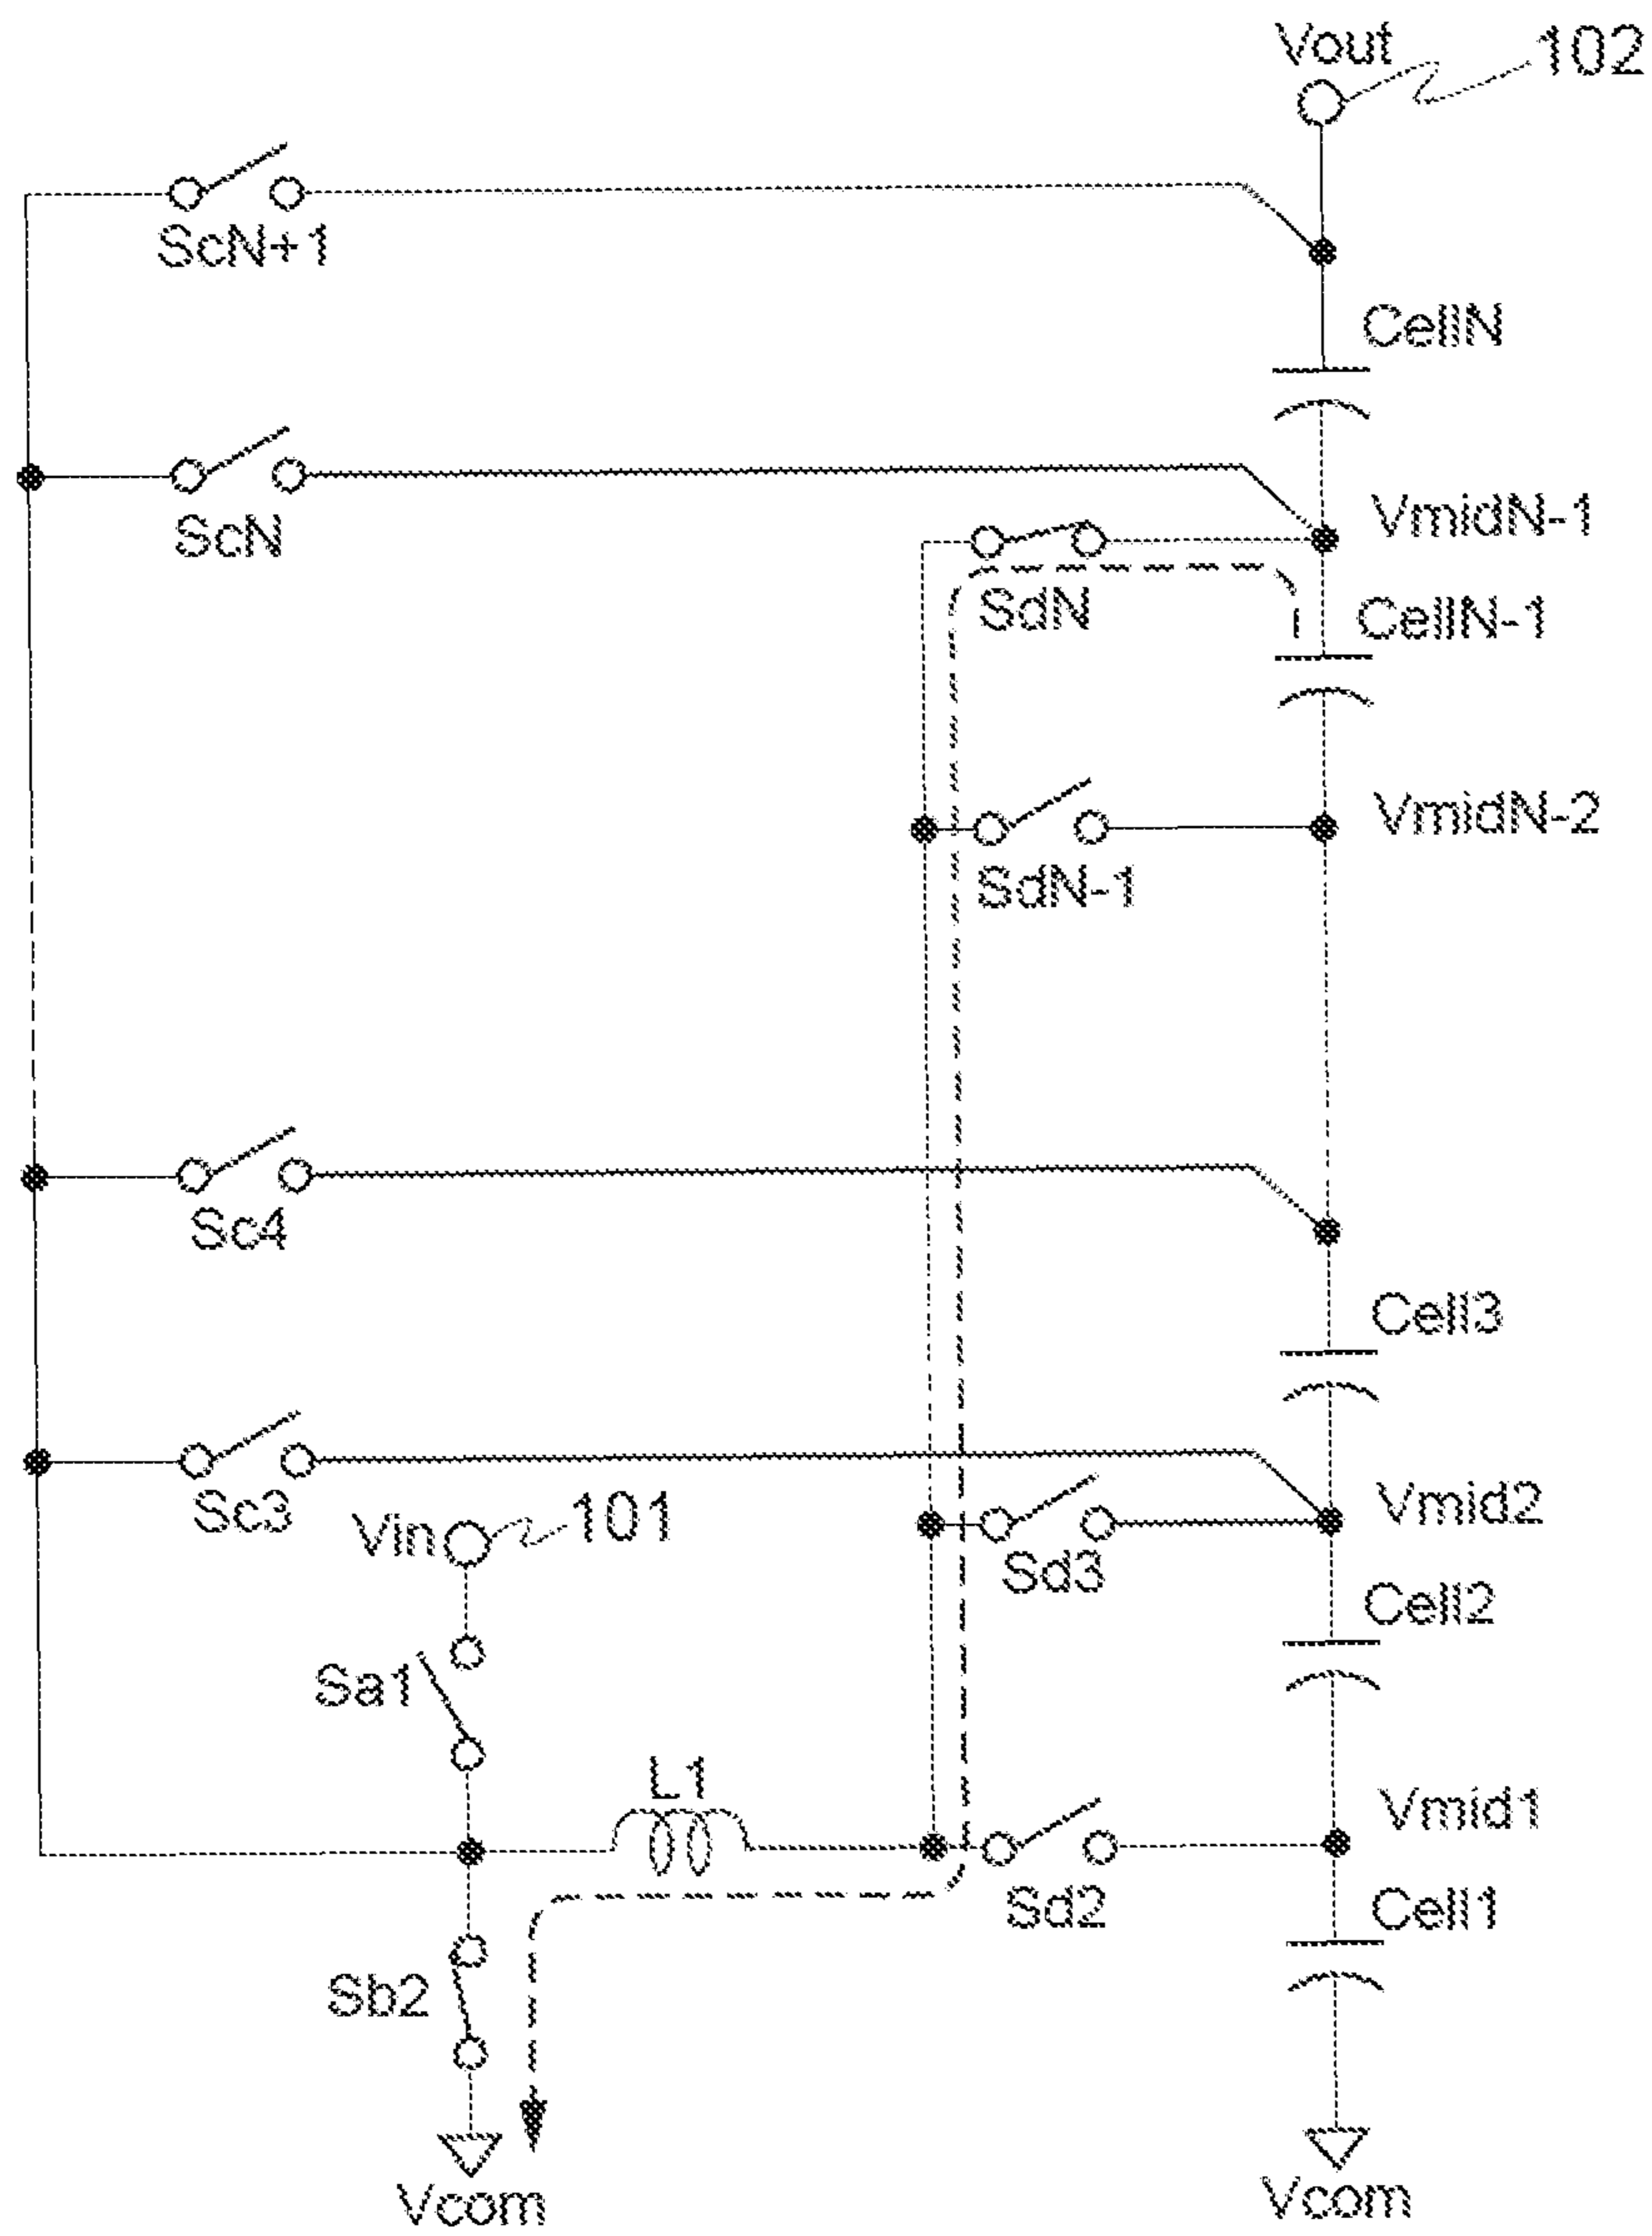 Vout
102
ScN+1
CellN
ScN
VmidN-1
SdN
CellN-1
VmidN-2
SdN-1
Sc4
Cell3
Sc3
Vin
101
Vmid2
Sd3
Cell2
Sa1
L1
Vmid1
Sd2
Cell1
Sb2
Vcom
Vcom